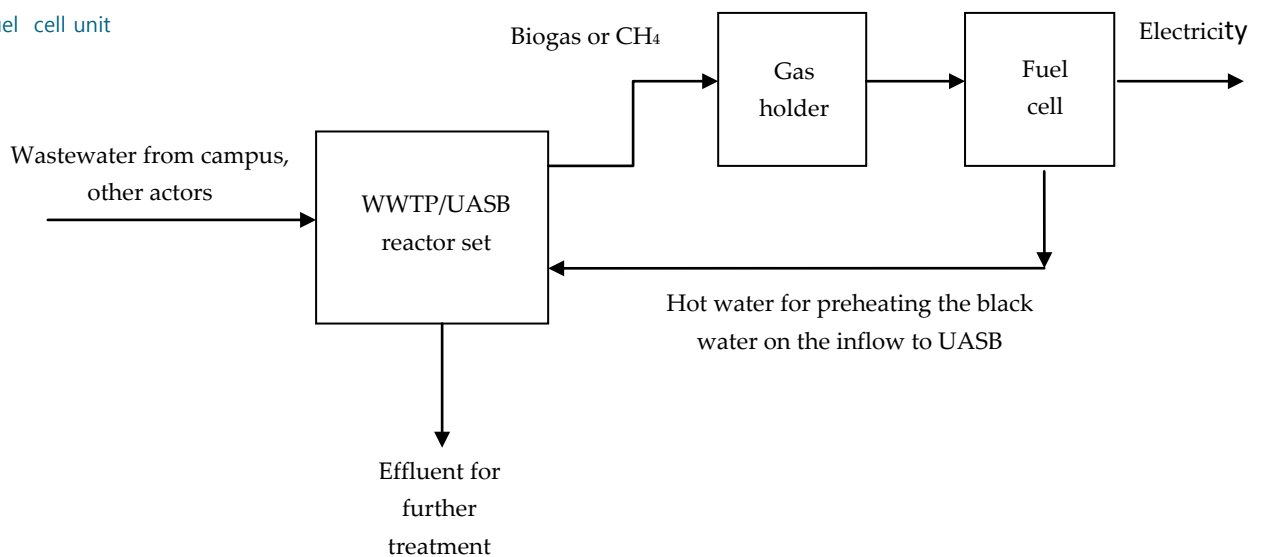 cell unit
Biogas or CH₄
Electricity
Gas
holder
Fuel
cell
Wastewater from campus,
other actors
WWTP/UASB
reactor set
Hot water for preheating the black
water on the inflow to UASB
Effluent for
further
treatment